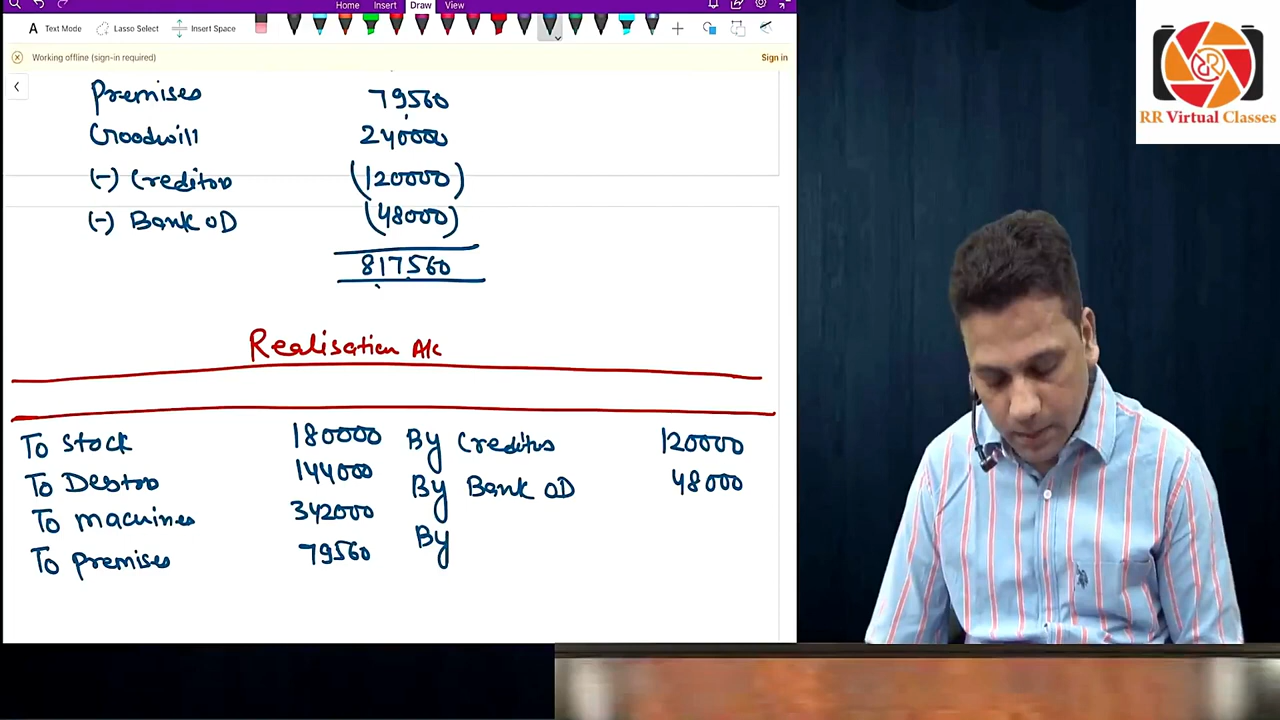 Home Insert Draw View
Text Mode Lasso Select Insert Space
Working offline (sign-in required) Sign in
RR Virtual Classes
Premises 79560
Goodwill 240000
(-) Creditors (120000)
(-) Bank OD (48000)
817560
Realisation A/c
To Stock 180000 By Creditors 120000
To Debtors 144000 By Bank OD 48000
To machines 342000 By
To premises 79560